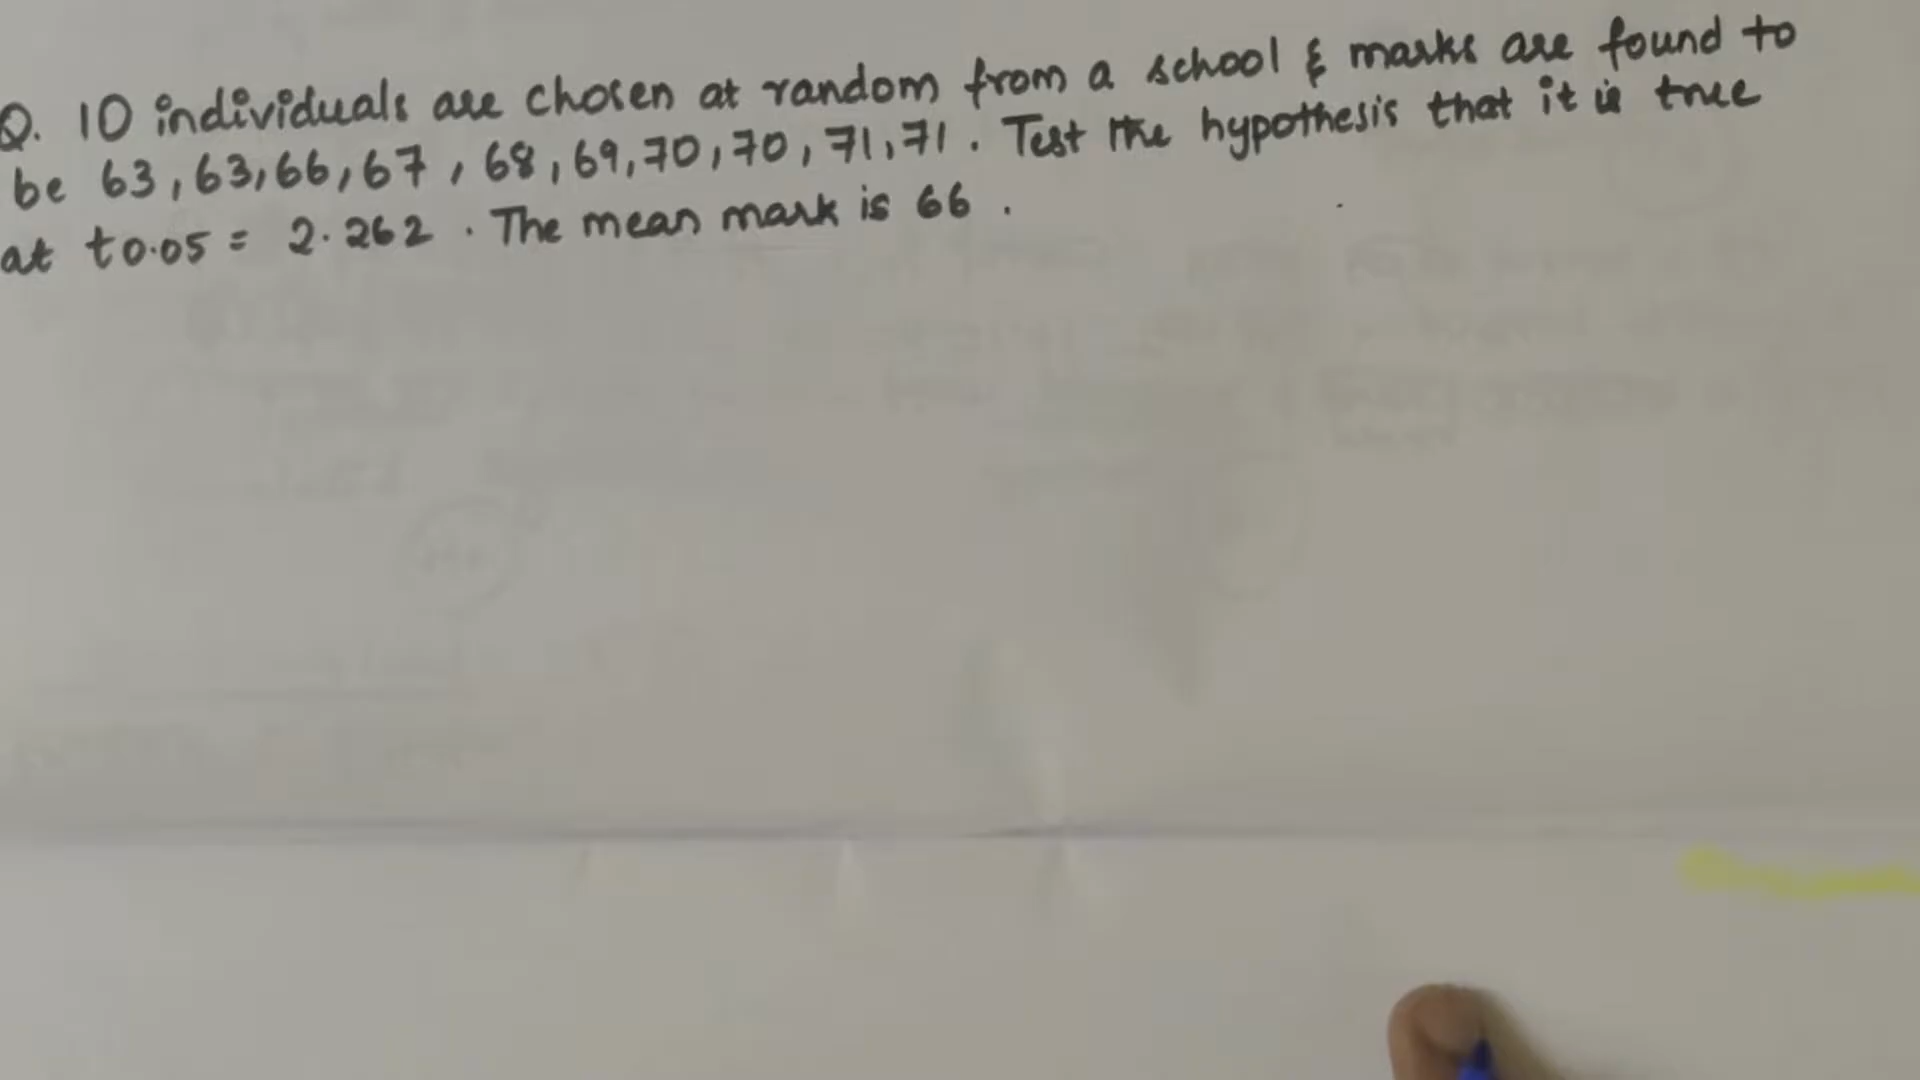 Q. 10 individuals are chosen at random from a school & marks are found to
be 63, 63, 66, 67, 68, 69, 70, 70, 71, 71. Test the hypothesis that it is true
at t0.05 = 2.262. The mean mark is 66.